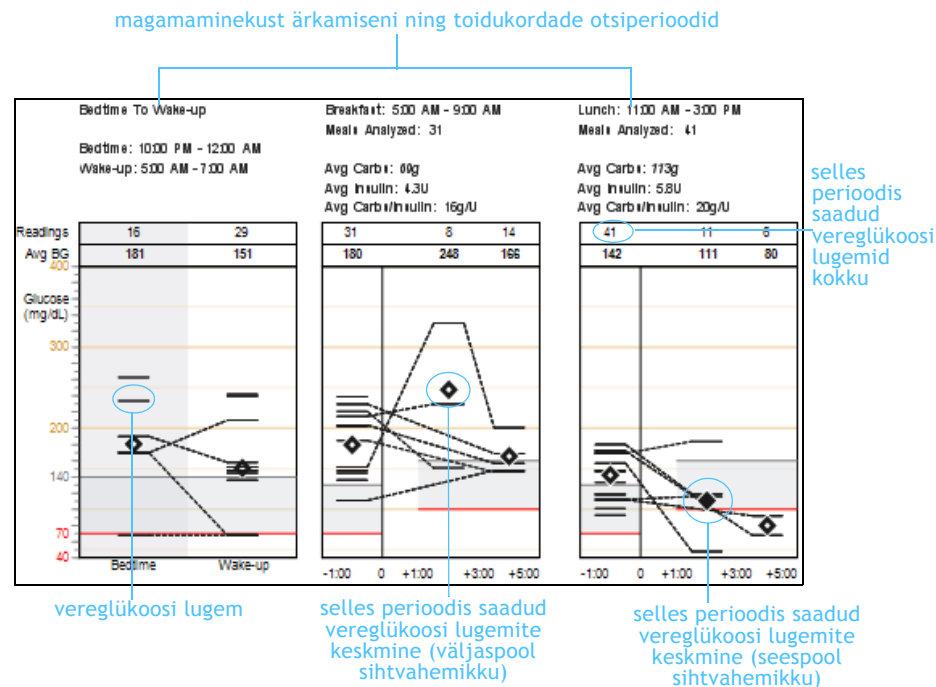 magamaminekust ärkamiseni ning toidukordade otsiperioodid
Bedtime To Wake-up
Bedtime: 10:00 PM - 12:00 AM
Wake-up: 5:00 AM - 7:00 AM
Breakfast: 5:00 AM - 9:00 AM
Meals Analyzed: 31
Avg Carbs: 69g
Avg Insulin: 4.3U
Avg Carbs/Insulin: 16g/U
Lunch: 11:00 AM - 3:00 PM
Meals Analyzed: 41
Avg Carbs: 113g
Avg Insulin: 5.8U
Avg Carbs/Insulin: 20g/U
selles
perioodis
saadud
vereglükoosi
lugemid
kokku
Readings 16 29 31 8 14 41 11 6
Avg BG 181 151 180 248 166 142 111 80
400
Glucose
(mg/dL)
300
200
140
70
40
Bedtime Wake-up
-1:00 0 +1:00 +3:00 +5:00
-1:00 0 +1:00 +3:00 +5:00
vereglükoosi lugem
selles perioodis saadud
vereglükoosi lugemite
keskmine (väljaspool
sihtvahemikku)
selles perioodis saadud
vereglükoosi lugemite
keskmine (seespool
sihtvahemikku)